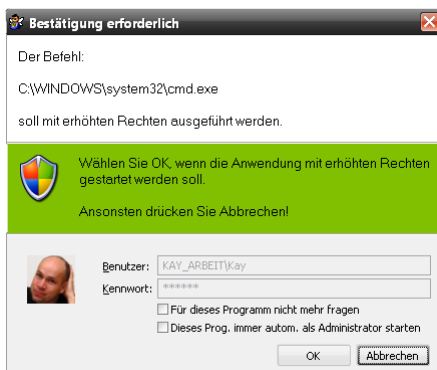 Bestätigung erforderlich
Der Befehl:
C:\WINDOWS\system32\cmd.exe
soll mit erhöhten Rechten ausgeführt werden.
Wählen Sie OK, wenn die Anwendung mit erhöhten Rechten
gestartet werden soll.
Ansonsten drücken Sie Abbrechen!
Benutzer: KAY_ARBEIT\Kay
Kennwort: ******
Für dieses Programm nicht mehr fragen
Dieses Prog. immer autom. als Administrator starten
OK Abbrechen